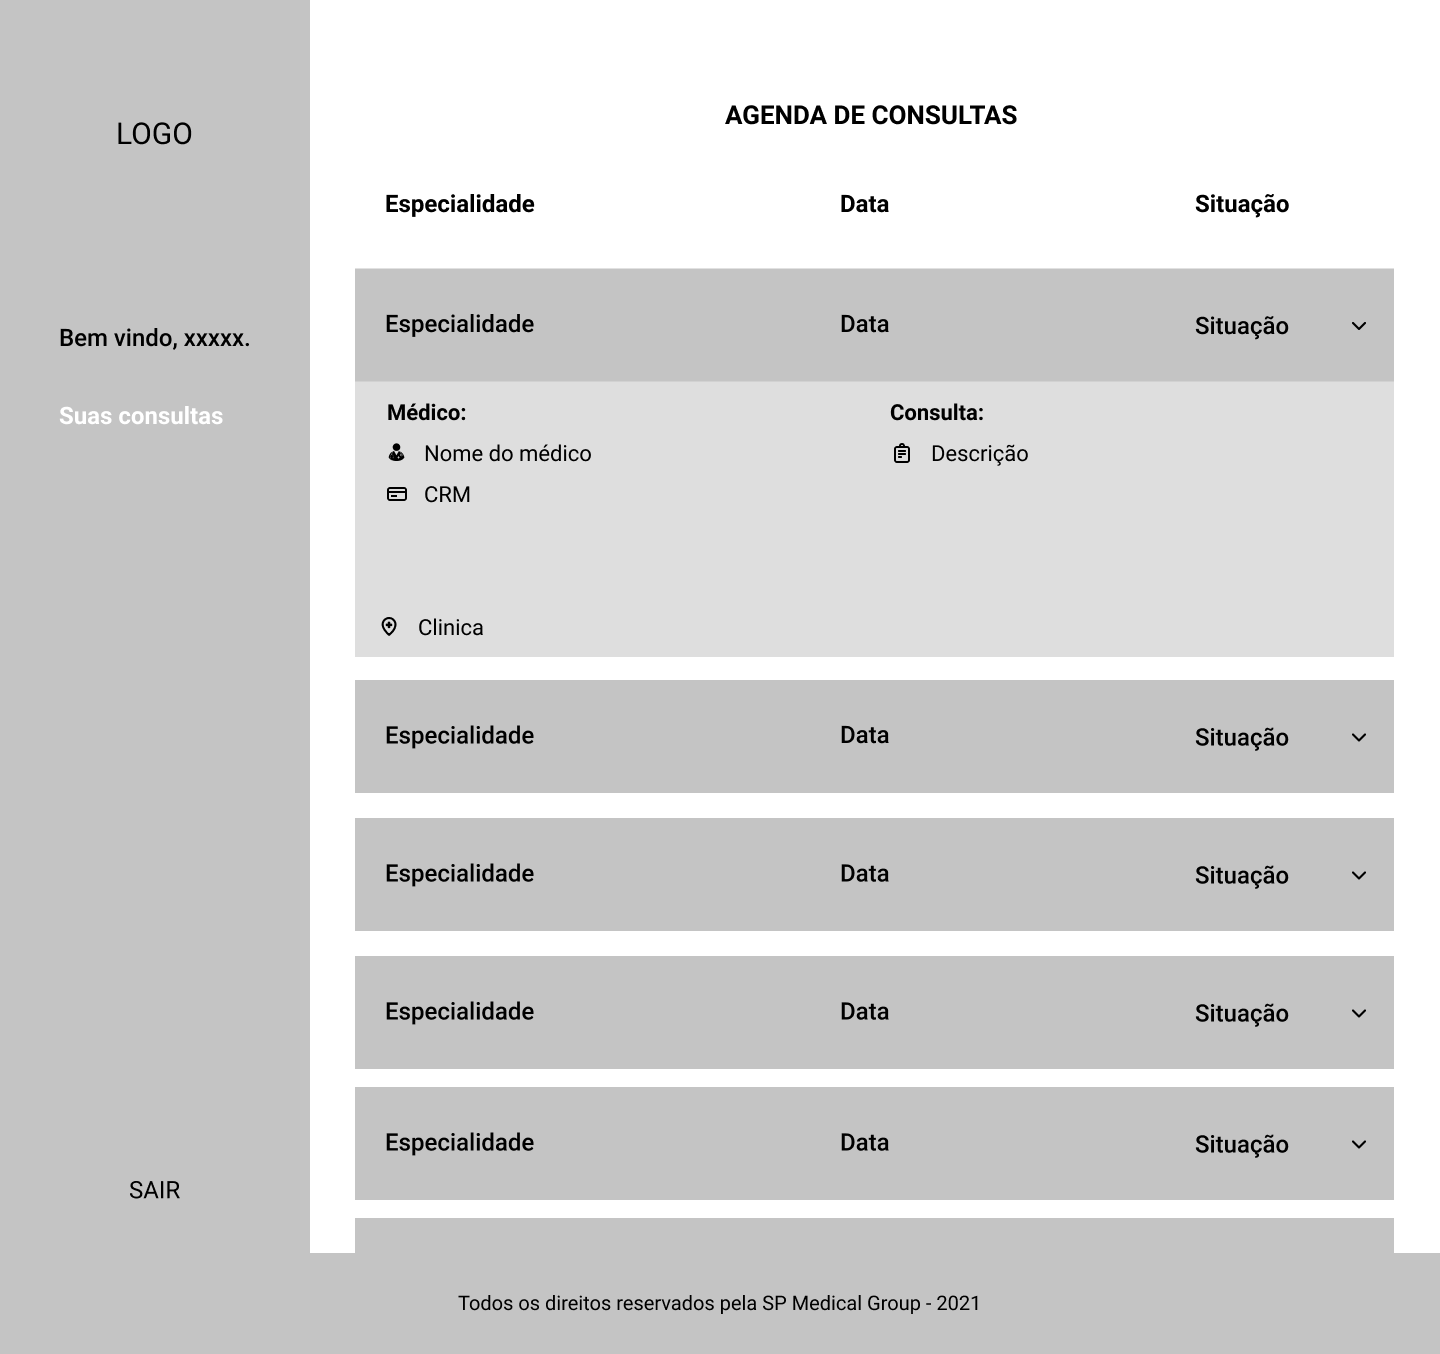 LOGO
Bem vindo, xxxxx.
Suas consultas
SAIR
AGENDA DE CONSULTAS
Especialidade Data Situação
Especialidade Data Situação
Médico: Consulta:
Nome do médico Descrição
CRM
Clinica
Especialidade Data Situação
Especialidade Data Situação
Especialidade Data Situação
Especialidade Data Situação
Todos os direitos reservados pela SP Medical Group - 2021